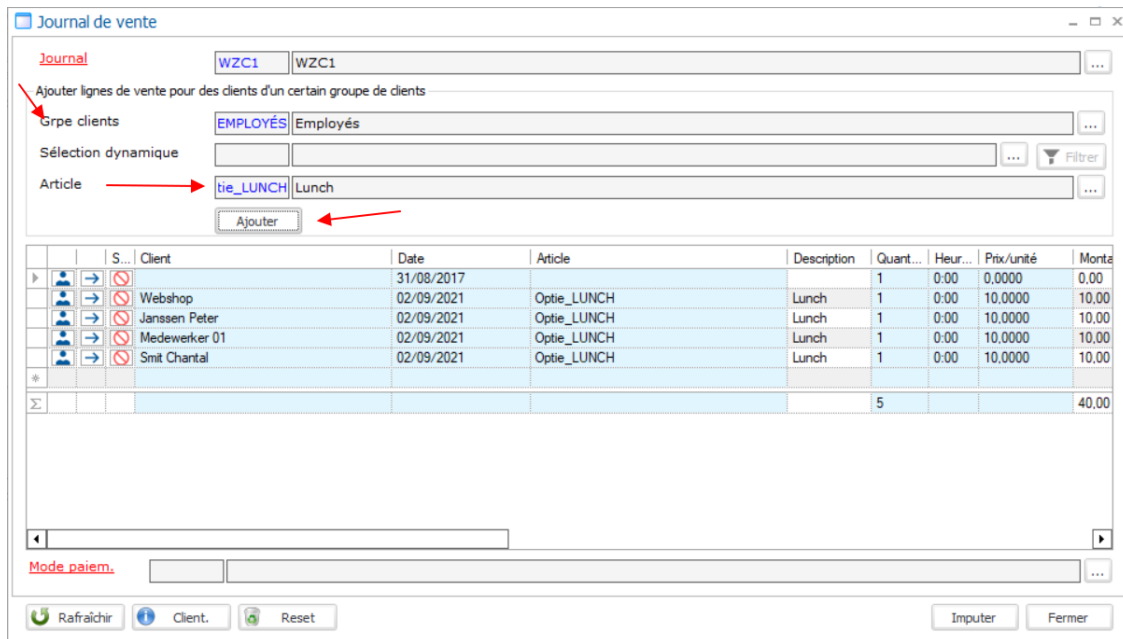 Journal de vente
Journal WZC1 WZC1 ...
Ajouter lignes de vente pour des clients d'un certain groupe de clients
Grpe clients EMPLOYÉS Employés ...
Sélection dynamique ... Filtrer
Article tie_LUNCH Lunch ...
Ajouter
S... Client Date Article Description Quant... Heur... Prix/unité Monta
31/08/2017 1 0:00 0,0000 0,00
Webshop 02/09/2021 Optie_LUNCH Lunch 1 0:00 10,0000 10,00
Janssen Peter 02/09/2021 Optie_LUNCH Lunch 1 0:00 10,0000 10,00
Medewerker 01 02/09/2021 Optie_LUNCH Lunch 1 0:00 10,0000 10,00
Smit Chantal 02/09/2021 Optie_LUNCH Lunch 1 0:00 10,0000 10,00
Σ 5 40,00
Mode paiem. ...
Rafraîchir Client. Reset Imputer Fermer